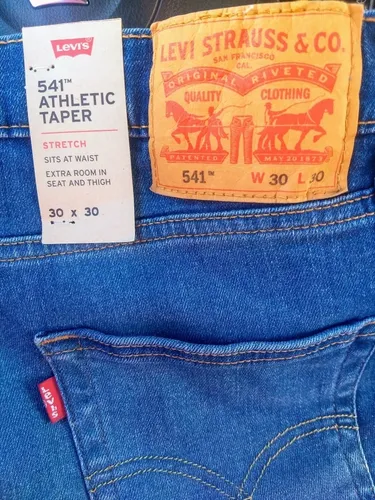 Levi's
541™
ATHLETIC
TAPER
STRETCH
SITS AT WAIST
EXTRA ROOM IN
SEAT AND THIGH
30 x 30
LEVI STRAUSS & CO.
SAN FRANCISCO
CAL.
ORIGINAL RIVETED
QUALITY CLOTHING
PATENTED MAY 20 1873
541™ W 30 L 30
Levi's